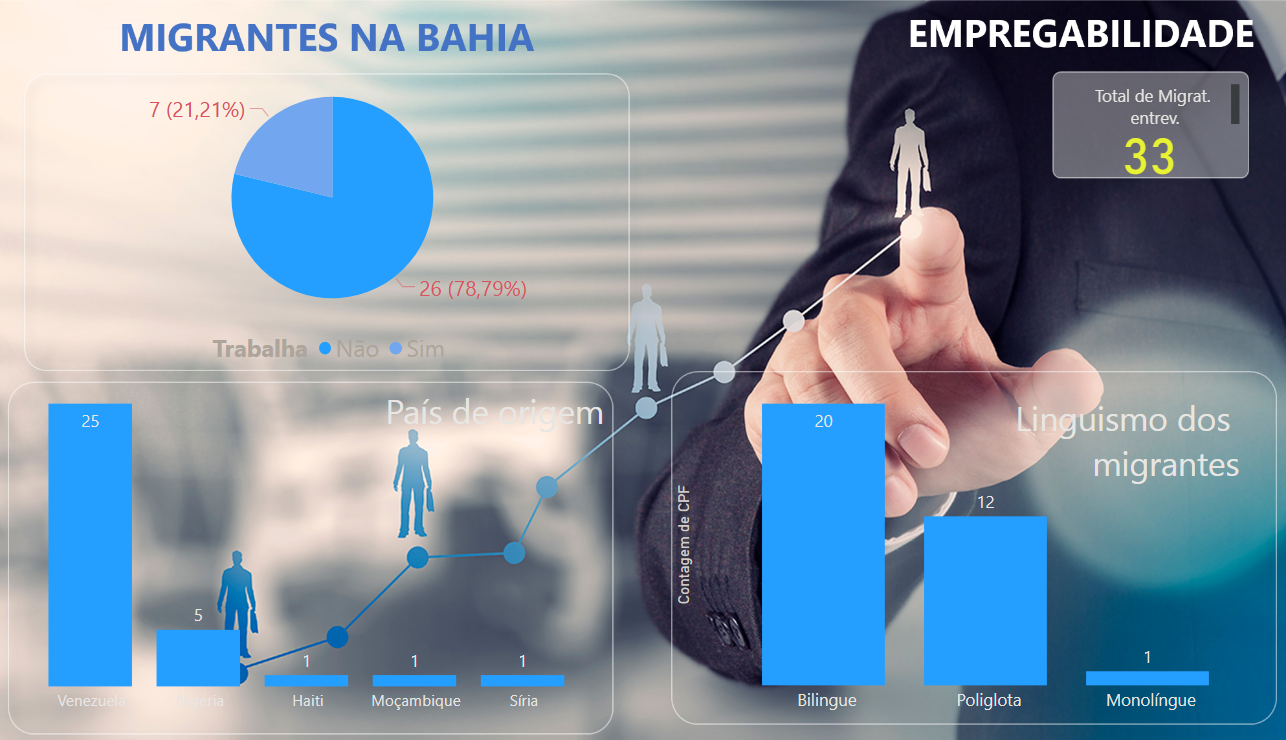 MIGRANTES NA BAHIA
EMPREGABILIDADE
Total de Migrat.
entrev.
33
7 (21,21%)
26 (78,79%)
Trabalha Não Sim
País de origem
25
5
1
1
1
Venezuela
Haiti
Moçambique
Síria
Linguismo dos
migrantes
Contagem de CPF
20
12
1
Bilingue
Poliglota
Monolíngue